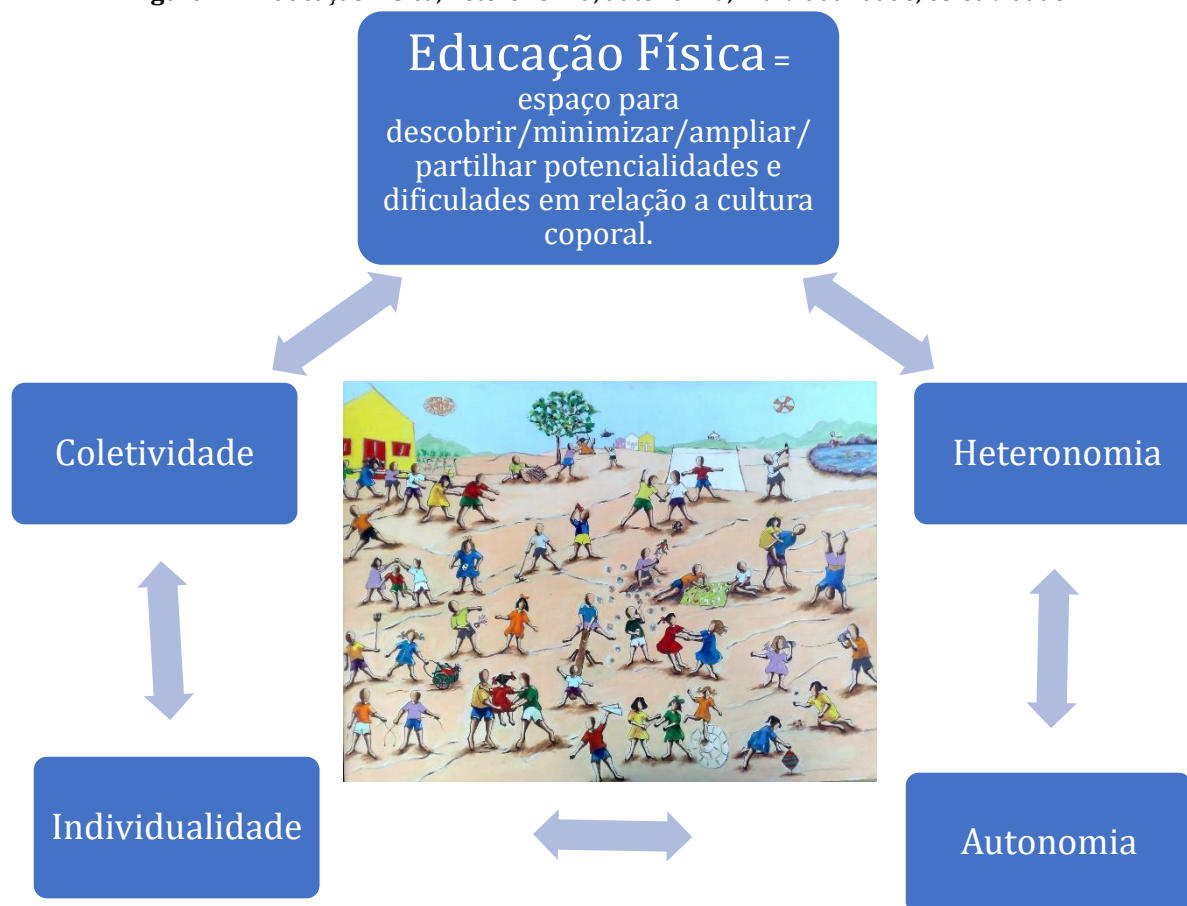 Educação Física =
espaço para
descobrir/minimizar/ampliar/
partilhar potencialidades e
dificulades em relação a cultura
coporal.
Coletividade
Heteronomia
Individualidade
Autonomia